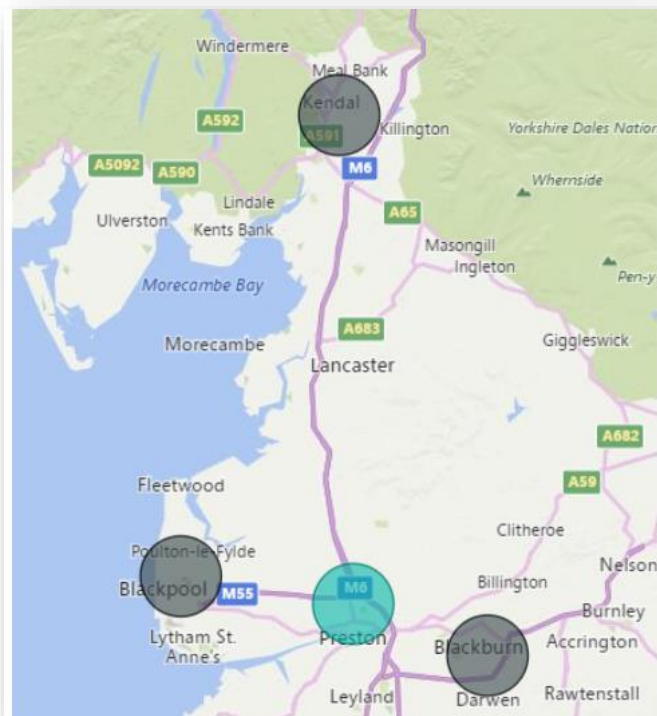 Windermere
Meal Bank
Kendal
A592
Killington
A591
Yorkshire Dales Natio
A5092
A590
M6
Whernside
Lindale
A65
Ulverston
Kents Bank
Masongill
Ingleton
Pen-y
Morecambe Bay
A683
Morecambe
Giggleswick
Lancaster
A682
Fleetwood
A59
Clitheroe
Poulton-le-Fylde
Nelson
Blackpool
M55
M6
Billington
Burnley
Lytham St.
Anne's
Preston
Blackburn
Accrington
Leyland
Darwen
Rawtenstall